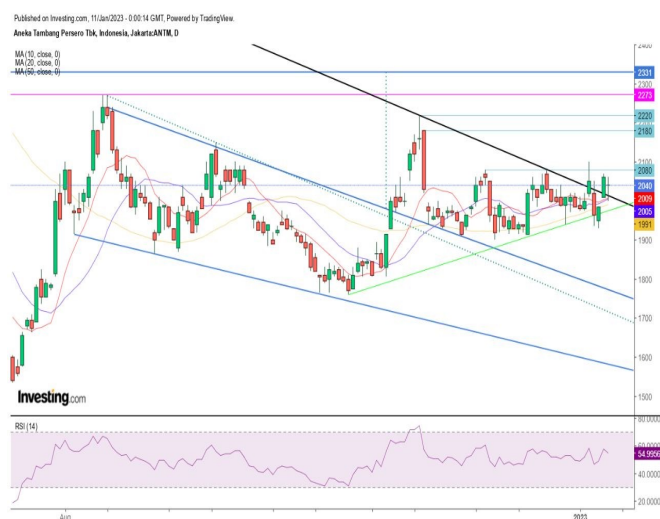 Published on Investing.com, 11/Jan/2023 - 0:00:14 GMT, Powered by TradingView.
Aneka Tambang Persero Tbk, Indonesia, Jakarta:ANTM, D
MA (10, close, 0)
MA (20, close, 0)
MA (50, close, 0)
2400
2331
2300
2273
2220
2180
2100
2080
2040
2009
2005
1991
1900
1800
1700
1600
1500
Investing.com
RSI (14)
80.0000
54.9956
40.0000
20.0000
Aug
2023